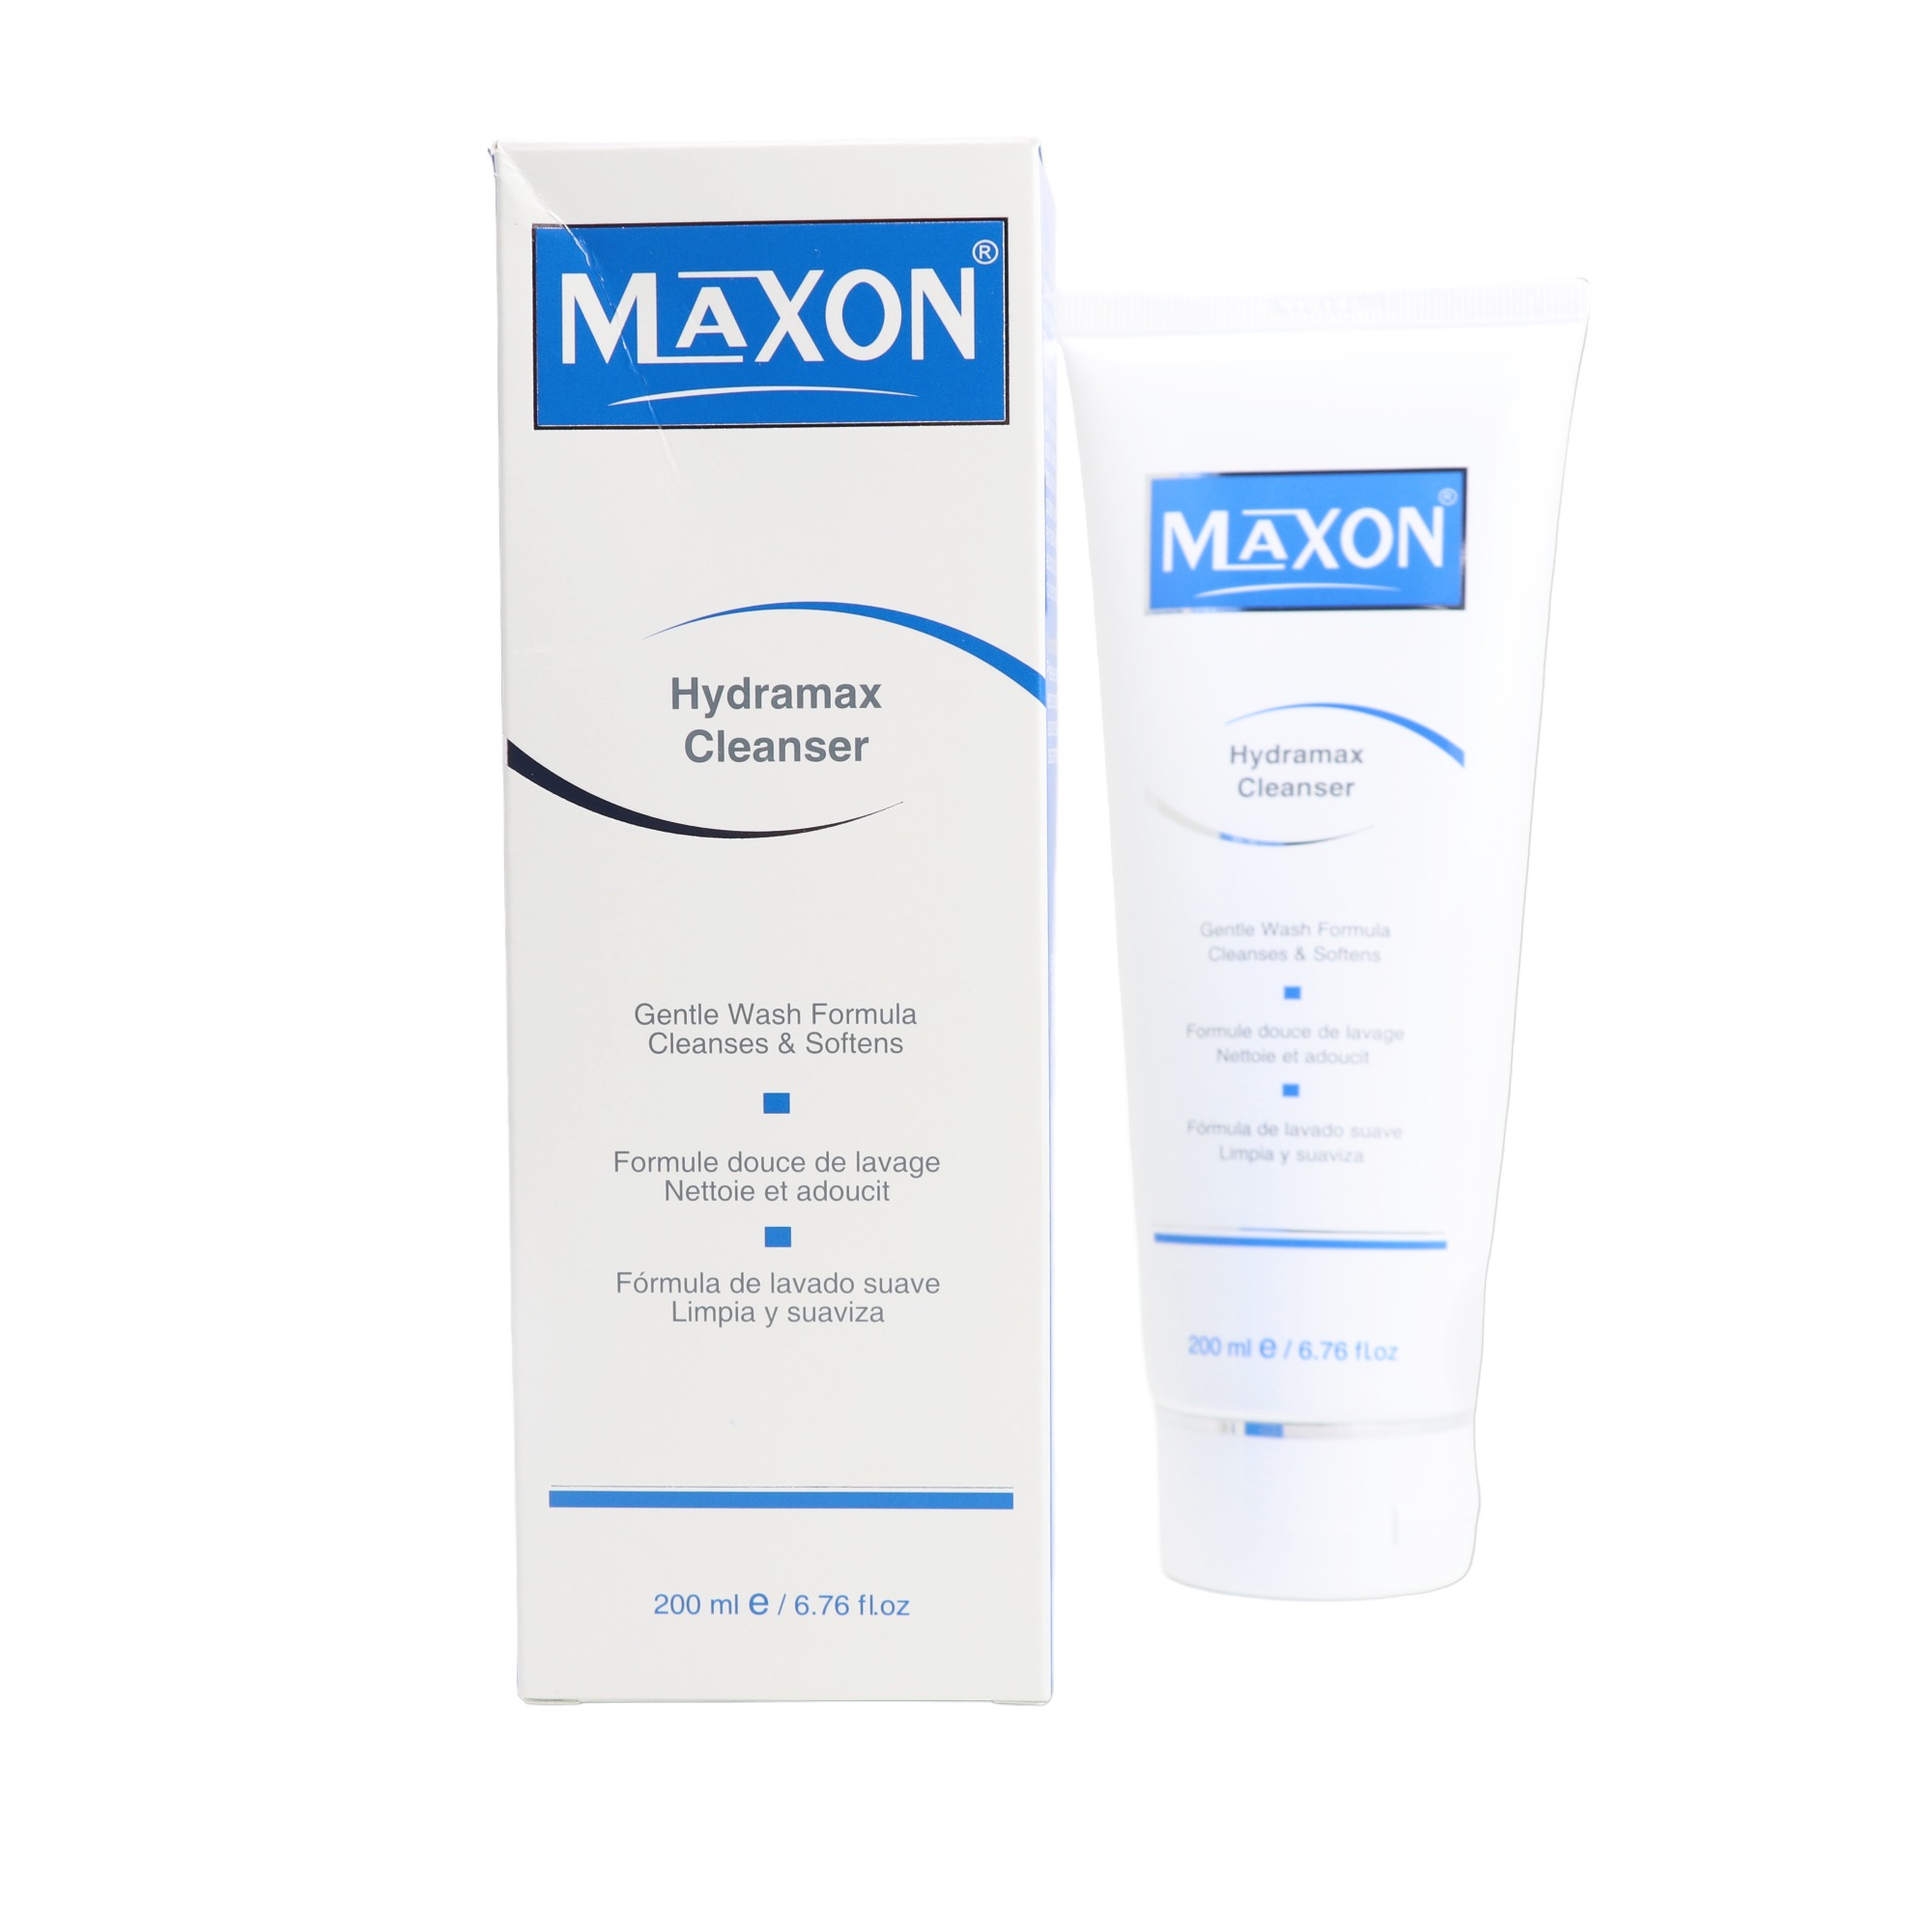 MAXON®
Hydramax
Cleanser
Gentle Wash Formula
Cleanses & Softens
Formule douce de lavage
Nettoie et adoucit
Fórmula de lavado suave
Limpia y suaviza
200 ml e / 6.76 fl.oz
MAXON®
Hydramax
Cleanser
Gentle Wash Formula
Cleanses & Softens
Formule douce de lavage
Nettoie et adoucit
Fórmula de lavado suave
Limpia y suaviza
200 ml e / 6.76 fl.oz